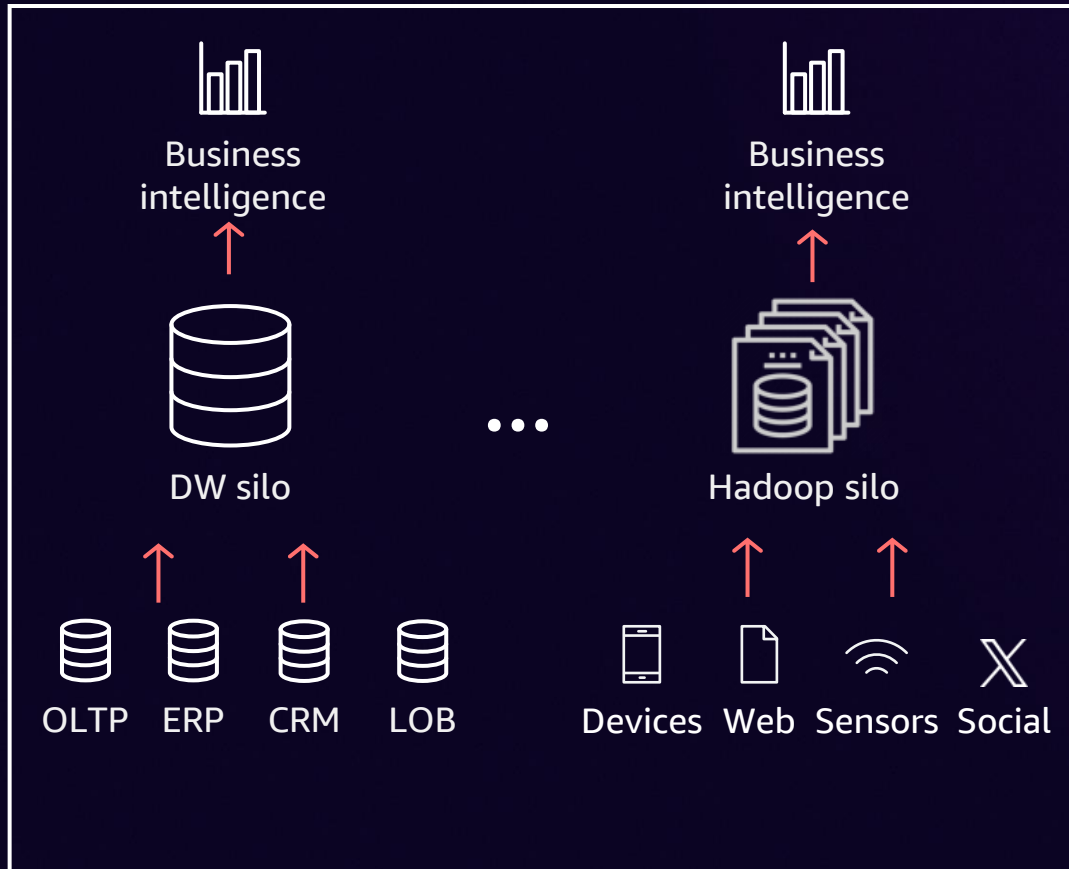 Business
intelligence
Business
intelligence
DW silo
Hadoop silo
OLTP ERP CRM LOB
Devices Web Sensors Social